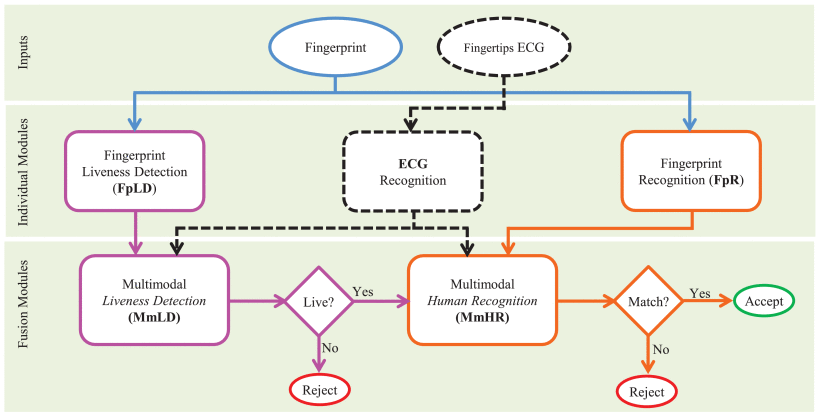 Inputs
Fingerprint
Fingertips ECG
Individual Modules
Fingerprint
Liveness Detection
(FpLD)
ECG
Recognition
Fingerprint
Recognition (FpR)
Fusion Modules
Multimodal
Liveness Detection
(MmLD)
Live?
Yes
No
Reject
Multimodal
Human Recognition
(MmHR)
Match?
Yes
Accept
No
Reject